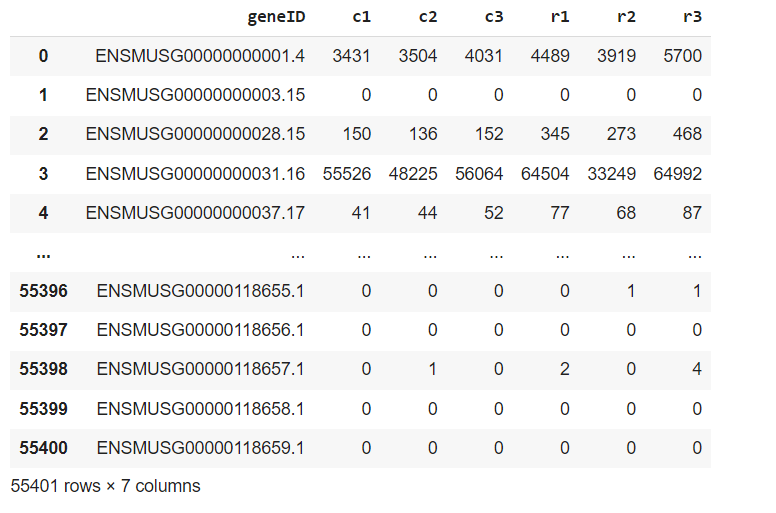 geneID c1 c2 c3 r1 r2 r3
0 ENSMUSG00000000001.4 3431 3504 4031 4489 3919 5700
1 ENSMUSG00000000003.15 0 0 0 0 0 0
2 ENSMUSG00000000028.15 150 136 152 345 273 468
3 ENSMUSG00000000031.16 55526 48225 56064 64504 33249 64992
4 ENSMUSG00000000037.17 41 44 52 77 68 87
... ... ... ... ... ... ... ...
55396 ENSMUSG00000118655.1 0 0 0 0 1 1
55397 ENSMUSG00000118656.1 0 0 0 0 0 0
55398 ENSMUSG00000118657.1 0 1 0 2 0 4
55399 ENSMUSG00000118658.1 0 0 0 0 0 0
55400 ENSMUSG00000118659.1 0 0 0 0 0 0
55401 rows × 7 columns